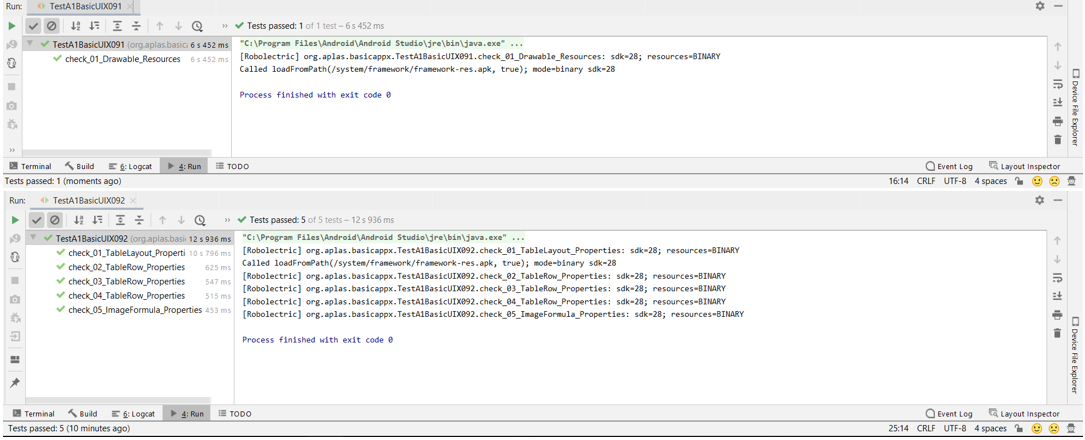 Run: TestA1BasicUIX091
Tests passed: 1 of 1 test – 6 s 452 ms
TestA1BasicUIX091 (org.aplas.basica 6 s 452 ms
check_01_Drawable_Resources 6 s 452 ms
"C:\Program Files\Android\Android Studio\jre\bin\java.exe" ...
[Robolectric] org.aplas.basicappx.TestA1BasicUIX091.check_01_Drawable_Resources: sdk=28; resources=BINARY
Called loadFromPath(/system/framework/framework-res.apk, true); mode=binary sdk=28
Process finished with exit code 0
Device File Explorer
Terminal Build 6: Logcat 4: Run TODO Event Log Layout Inspector
Tests passed: 1 (moments ago) 16:14 CRLF UTF-8 4 spaces
Run: TestA1BasicUIX092
Tests passed: 5 of 5 tests – 12 s 936 ms
TestA1BasicUIX092 (org.aplas.basi 12 s 936 ms
check_01_TableLayout_Properti 10 s 796 ms
check_02_TableRow_Properties 625 ms
check_03_TableRow_Properties 547 ms
check_04_TableRow_Properties 515 ms
check_05_ImageFormula_Properties 453 ms
"C:\Program Files\Android\Android Studio\jre\bin\java.exe" ...
[Robolectric] org.aplas.basicappx.TestA1BasicUIX092.check_01_TableLayout_Properties: sdk=28; resources=BINARY
Called loadFromPath(/system/framework/framework-res.apk, true); mode=binary sdk=28
[Robolectric] org.aplas.basicappx.TestA1BasicUIX092.check_02_TableRow_Properties: sdk=28; resources=BINARY
[Robolectric] org.aplas.basicappx.TestA1BasicUIX092.check_03_TableRow_Properties: sdk=28; resources=BINARY
[Robolectric] org.aplas.basicappx.TestA1BasicUIX092.check_04_TableRow_Properties: sdk=28; resources=BINARY
[Robolectric] org.aplas.basicappx.TestA1BasicUIX092.check_05_ImageFormula_Properties: sdk=28; resources=BINARY
Process finished with exit code 0
Device File Explorer
Terminal Build 6: Logcat 4: Run TODO Event Log Layout Inspector
Tests passed: 5 (10 minutes ago) 25:14 CRLF UTF-8 4 spaces